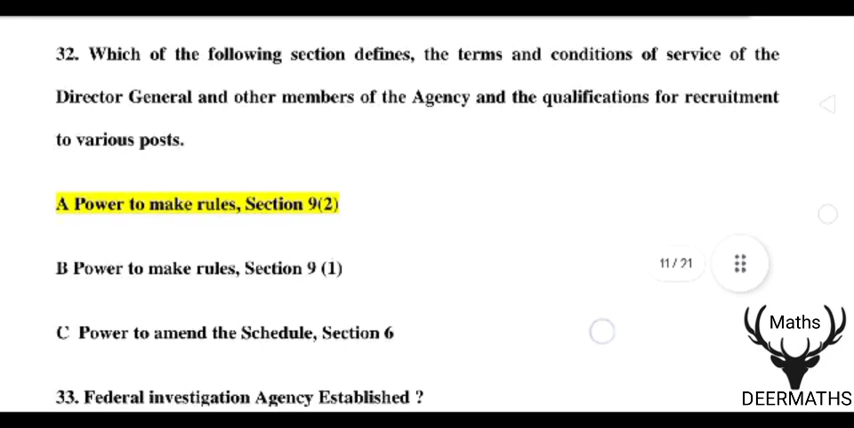 32. Which of the following section defines, the terms and conditions of service of the
Director General and other members of the Agency and the qualifications for recruitment
to various posts.
A Power to make rules, Section 9(2)
B Power to make rules, Section 9 (1)
11 / 21
C Power to amend the Schedule, Section 6
Maths
33. Federal investigation Agency Established ?
DEERMATHS